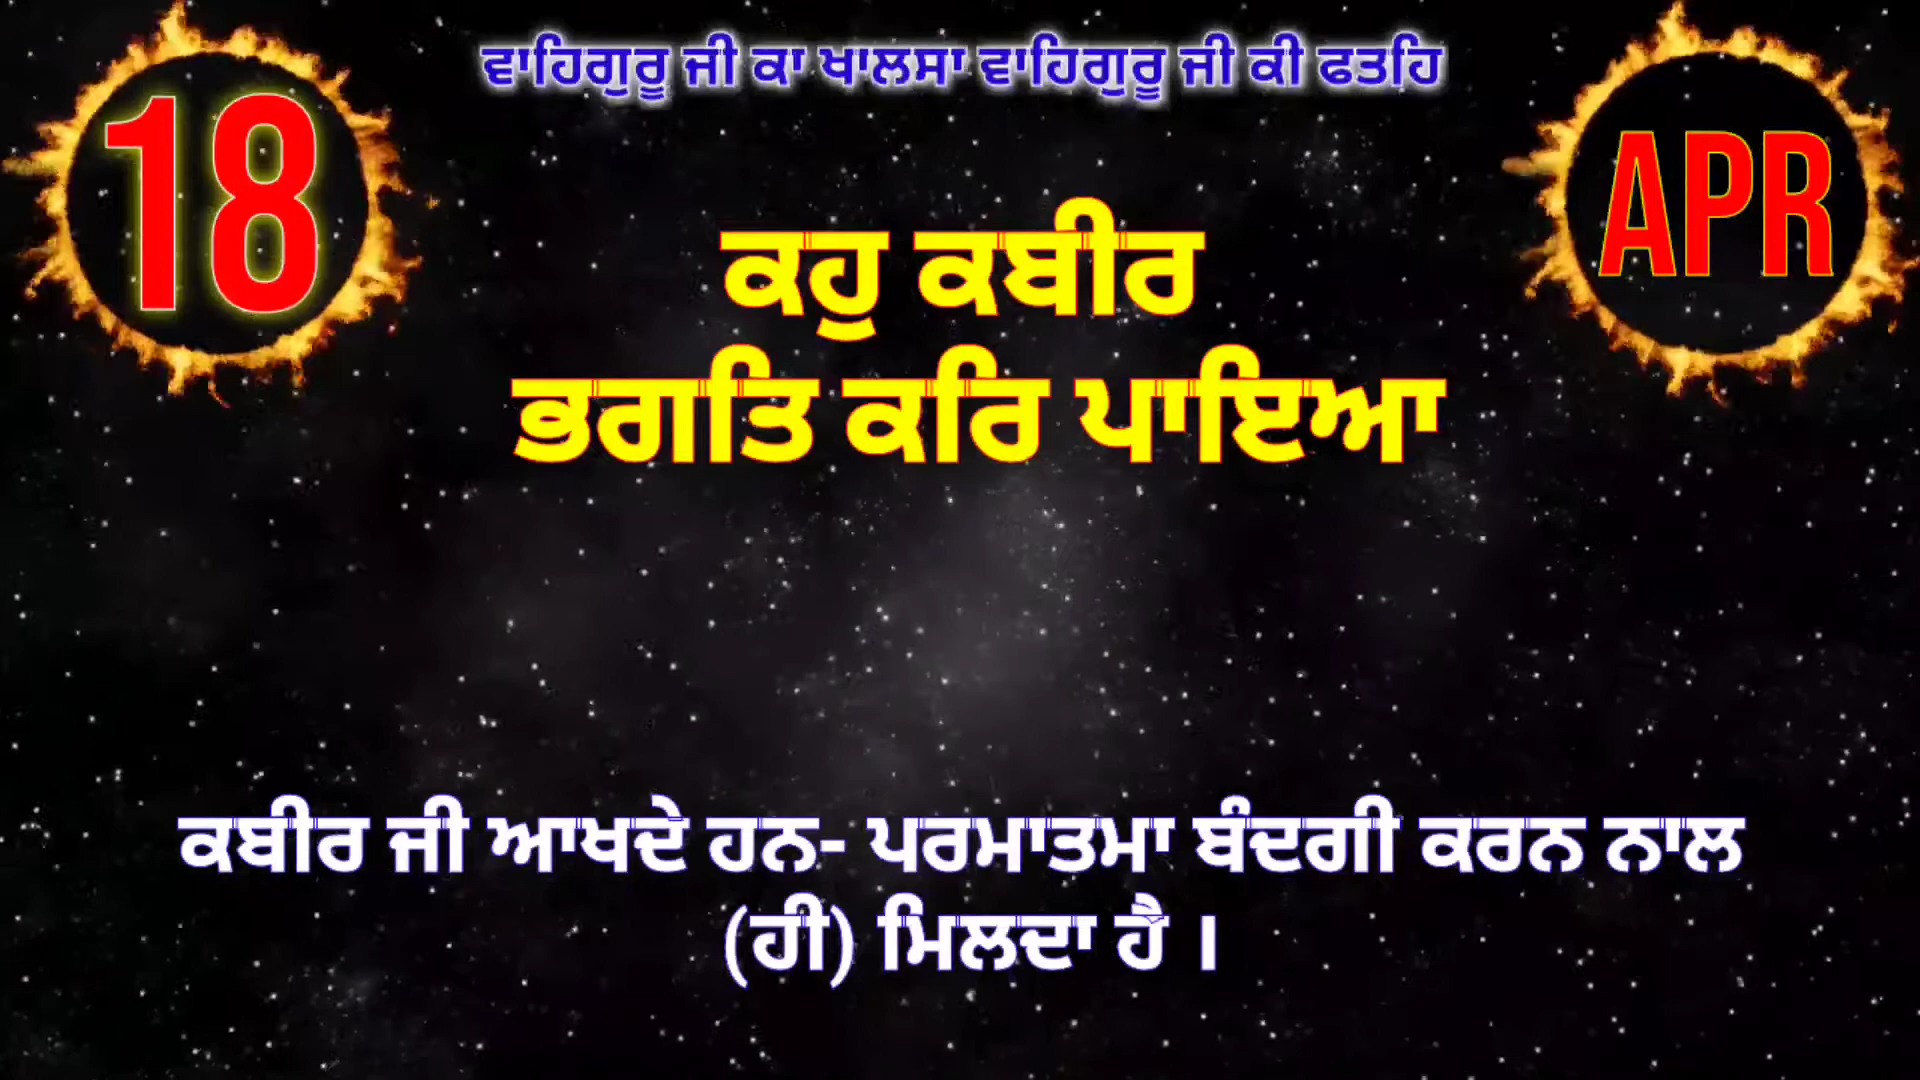 ਵਾਹਿਗੁਰੂ ਜੀ ਕਾ ਖਾਲਸਾ ਵਾਹਿਗੁਰੂ ਜੀ ਕੀ ਫਤਹਿ
18
APR
ਕਹੁ ਕਬੀਰ
ਭਗਤਿ ਕਰਿ ਪਾਇਆ
ਕਬੀਰ ਜੀ ਆਖਦੇ ਹਨ- ਪਰਮਾਤਮਾ ਬੰਦਗੀ ਕਰਨ ਨਾਲ
(ਹੀ) ਮਿਲਦਾ ਹੈ ।